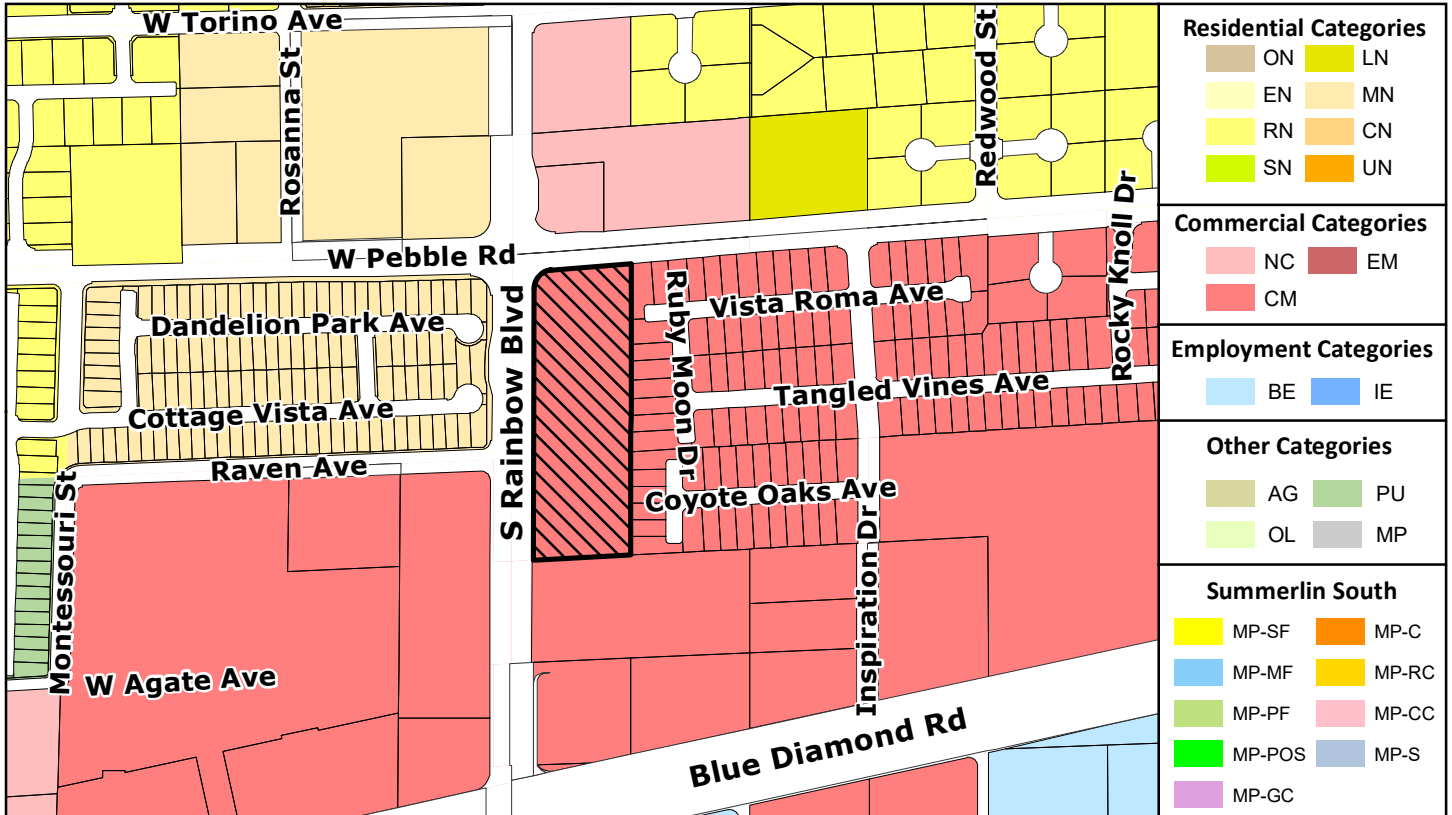 W Torino Ave
Rosanna St
Redwood St
W Pebble Rd
Rocky Knoll Dr
S Rainbow Blvd
Ruby Moon Dr
Vista Roma Ave
Dandelion Park Ave
Tangled Vines Ave
Cottage Vista Ave
Raven Ave
Coyote Oaks Ave
Montessouri St
Inspiration Dr
W Agate Ave
Blue Diamond Rd
Residential Categories
ON LN
EN MN
RN CN
SN UN
Commercial Categories
NC EM
CM
Employment Categories
BE IE
Other Categories
AG PU
OL MP
Summerlin South
MP-SF MP-C
MP-MF MP-RC
MP-PF MP-CC
MP-POS MP-S
MP-GC